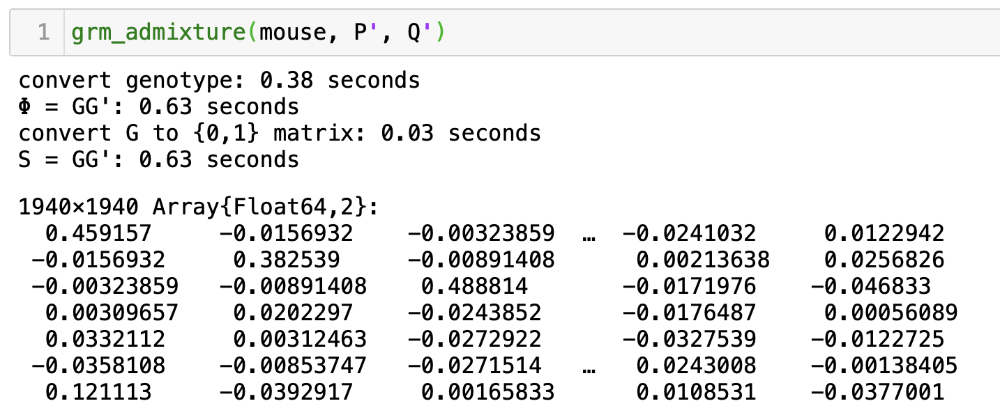 1 grm_admixture(mouse, P', Q')
convert genotype: 0.38 seconds
Φ = GG': 0.63 seconds
convert G to {0,1} matrix: 0.03 seconds
S = GG': 0.63 seconds
1940×1940 Array{Float64,2}:
0.459157 −0.0156932 −0.00323859 … −0.0241032 0.0122942
−0.0156932 0.382539 −0.00891408 0.00213638 0.0256826
−0.00323859 −0.00891408 0.488814 −0.0171976 −0.046833
0.00309657 0.0202297 −0.0243852 −0.0176487 0.00056089
0.0332112 0.00312463 −0.0272922 −0.0327539 −0.0122725
−0.0358108 −0.00853747 −0.0271514 … 0.0243008 −0.00138405
0.121113 −0.0392917 0.00165833 0.0108531 −0.0377001